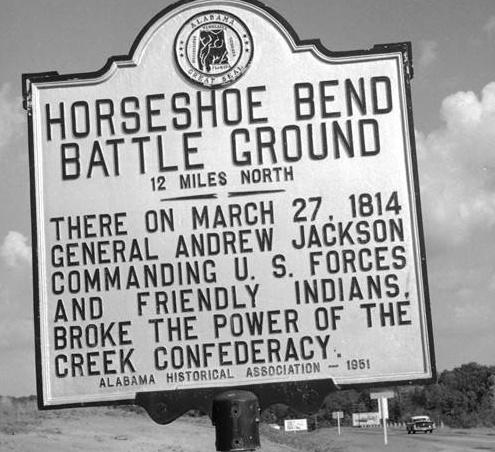 ALABAMA
GREAT SEAL
HORSESHOE BEND
BATTLE GROUND
12 MILES NORTH
THERE ON MARCH 27, 1814
GENERAL ANDREW JACKSON
COMMANDING U. S. FORCES
AND FRIENDLY INDIANS,
BROKE THE POWER OF THE
CREEK CONFEDERACY.
ALABAMA HISTORICAL ASSOCIATION – 1951